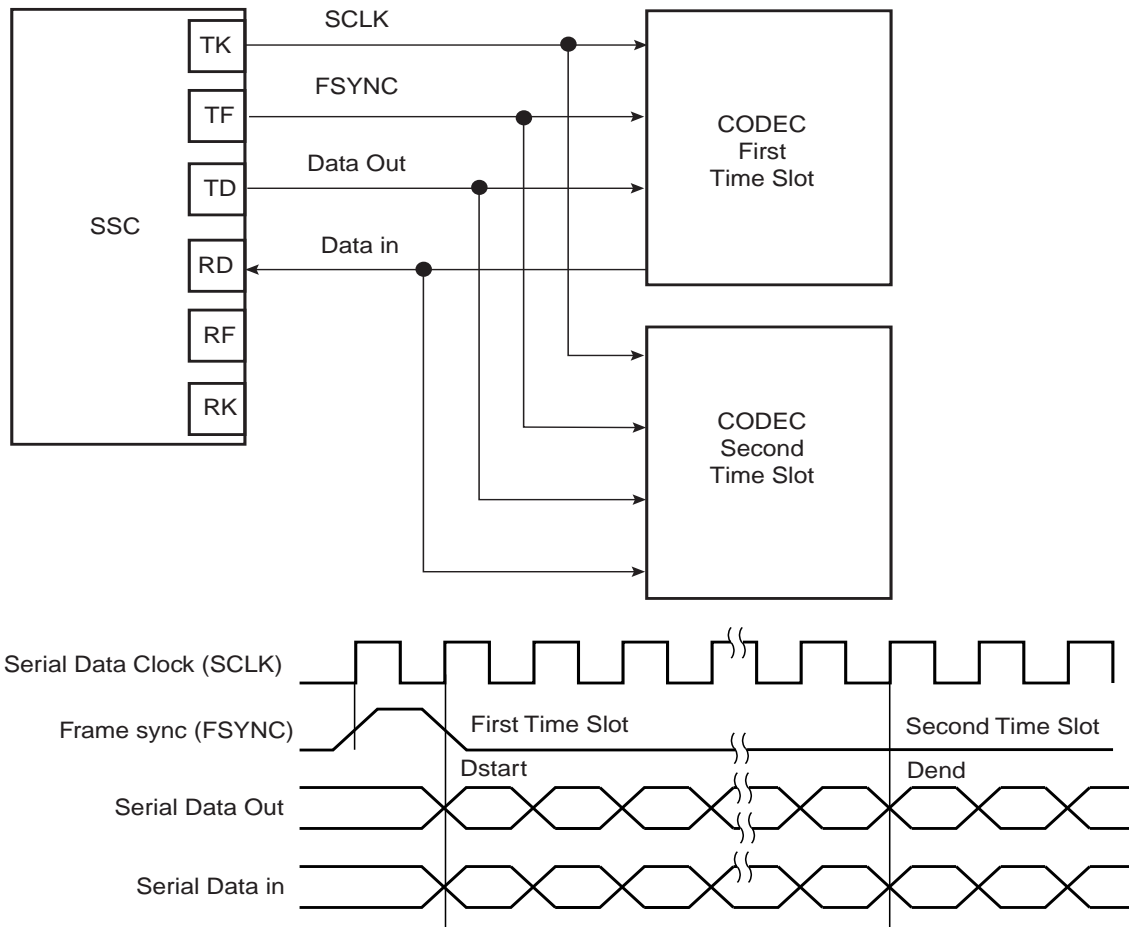 SCLK
TK
FSYNC
TF
CODEC
First
Time Slot
Data Out
TD
SSC
Data in
RD
RF
RK
CODEC
Second
Time Slot
Serial Data Clock (SCLK)
Frame sync (FSYNC)
First Time Slot
Second Time Slot
Dstart
Dend
Serial Data Out
Serial Data in